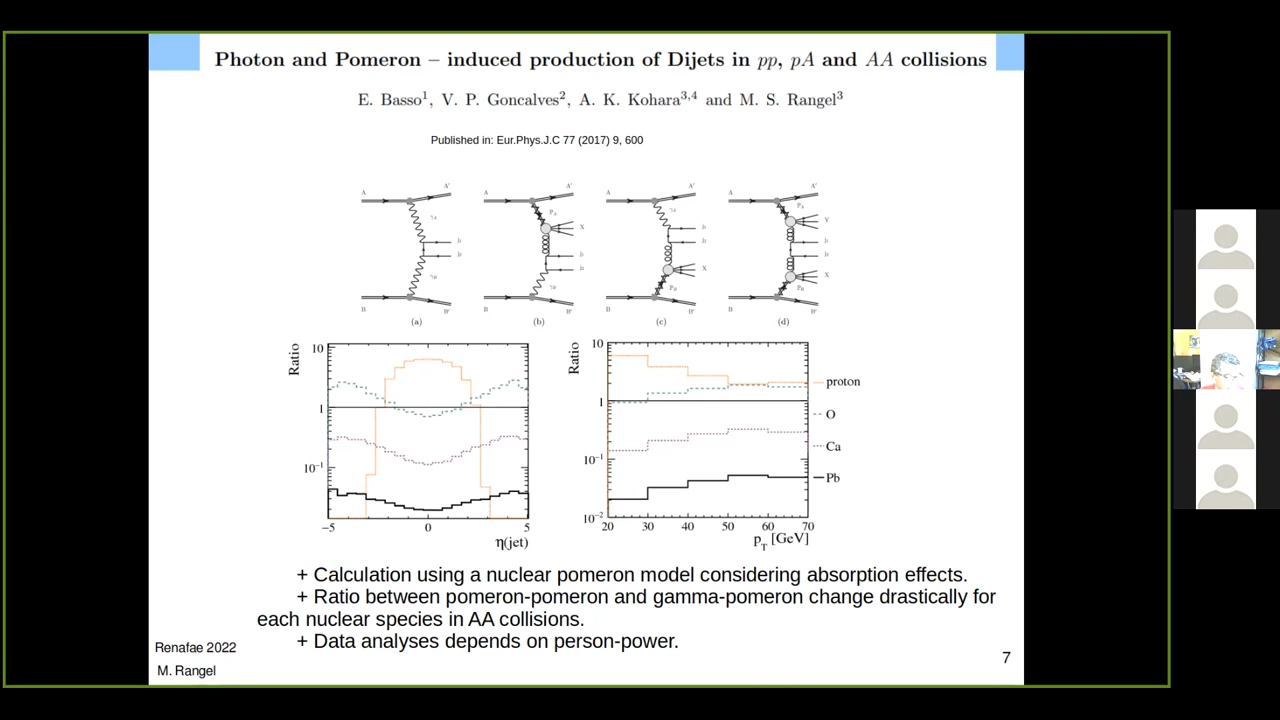 Photon and Pomeron – induced production of Dijets in pp, pA and AA collisions
E. Basso¹, V. P. Goncalves², A. K. Kohara³,⁴ and M. S. Rangel³
Published in: Eur.Phys.J.C 77 (2017) 9, 600
A A' A A' A A' A A'
X Y
X X
B B' B B' B B' B B'
(a) (b) (c) (d)
Ratio
10
1
10⁻¹
-5 0 5
η(jet)
Ratio
10
1
10⁻¹
10⁻²
20 30 40 50 60 70
p_T [GeV]
proton
O
Ca
Pb
+ Calculation using a nuclear pomeron model considering absorption effects.
+ Ratio between pomeron-pomeron and gamma-pomeron change drastically for
each nuclear species in AA collisions.
+ Data analyses depends on person-power.
Renafae 2022
M. Rangel
7